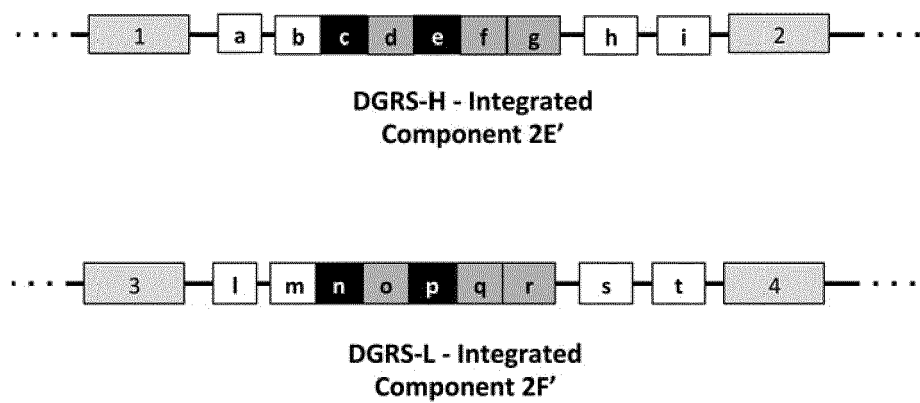 1 a b c d e f g h i 2
DGRS-H - Integrated
Component 2E'
3 l m n o p q r s t 4
DGRS-L - Integrated
Component 2F'